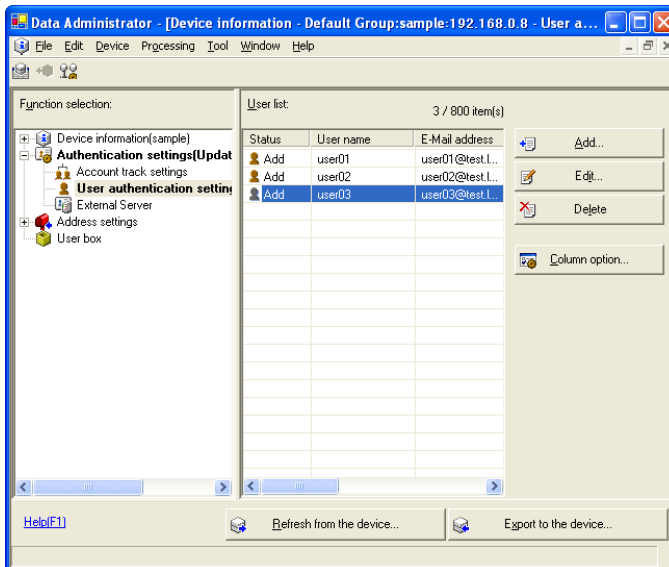 Data Administrator - [Device information - Default Group:sample:192.168.0.8 - User a...
File Edit Device Processing Tool Window Help
Function selection:
Device information(sample)
Authentication settings(Updat
Account track settings
User authentication setting
External Server
Address settings
User box
User list:
3 / 800 item(s)
Status User name E-Mail address
Add user01 user01@test.l...
Add user02 user02@test.l...
Add user03 user03@test.l...
Add...
Edit...
Delete
Column option...
Help(F1)
Refresh from the device...
Export to the device...